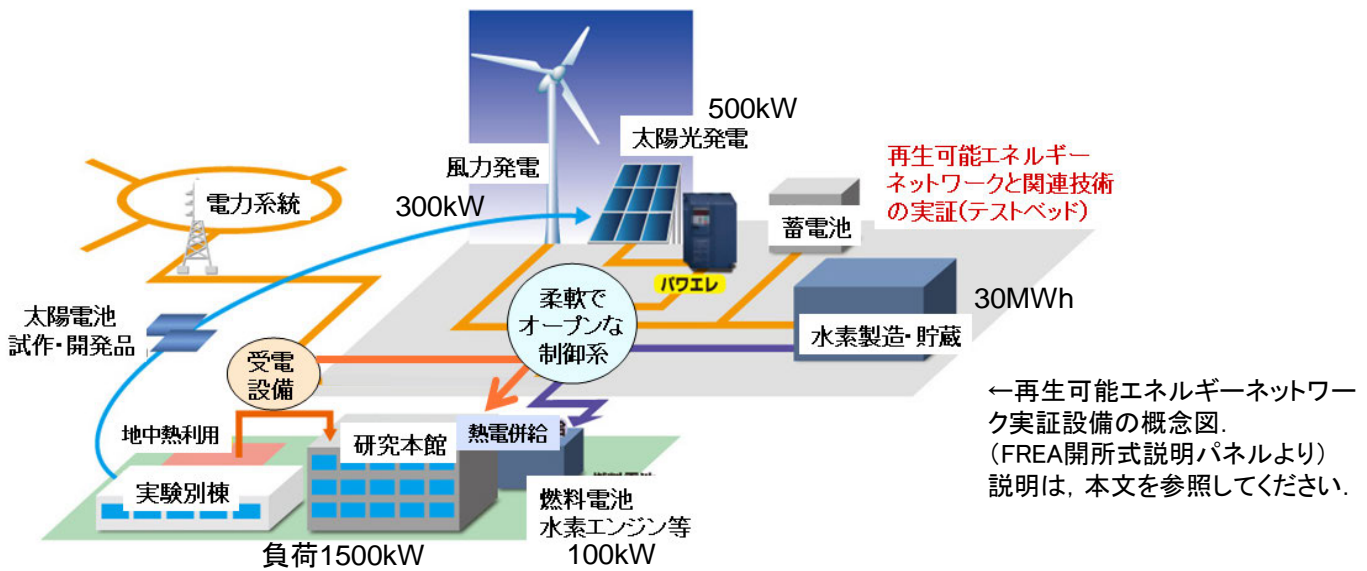 500kW
太陽光発電
風力発電
300kW
再生可能エネルギー
ネットワークと関連技術
の実証(テストベッド)
電力系統
蓄電池
パワエレ
柔軟で
オープンな
制御系
30MWh
水素製造・貯蔵
太陽電池
試作・開発品
受電
設備
地中熱利用
研究本館
熱電併給
実験別棟
燃料電池
水素エンジン等
負荷1500kW
100kW
←再生可能エネルギーネットワー
ク実証設備の概念図.
(FREA開所式説明パネルより)
説明は, 本文を参照してください.